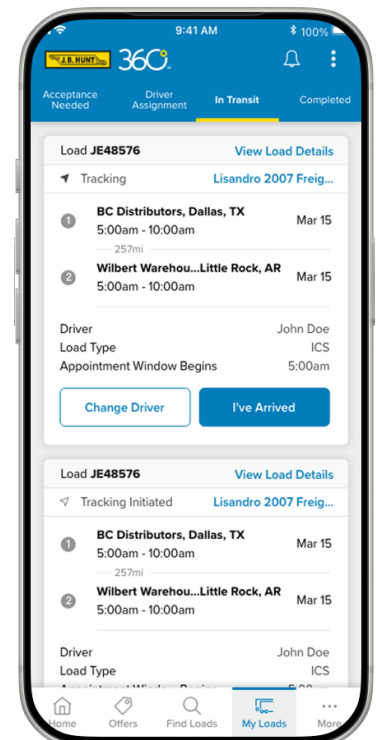 9:41 AM
100%
J.B. HUNT 360
Acceptance Needed
Driver Assignment
In Transit
Completed
Load JE48576 View Load Details
Tracking Lisandro 2007 Freig...
1 BC Distributors, Dallas, TX Mar 15
5:00am - 10:00am
257mi
2 Wilbert Warehou...Little Rock, AR Mar 15
5:00am - 10:00am
Driver John Doe
Load Type ICS
Appointment Window Begins 5:00am
Change Driver I've Arrived
Load JE48576 View Load Details
Tracking Initiated Lisandro 2007 Freig...
1 BC Distributors, Dallas, TX Mar 15
5:00am - 10:00am
257mi
2 Wilbert Warehou...Little Rock, AR Mar 15
5:00am - 10:00am
Driver John Doe
Load Type ICS
Home Offers Find Loads My Loads More